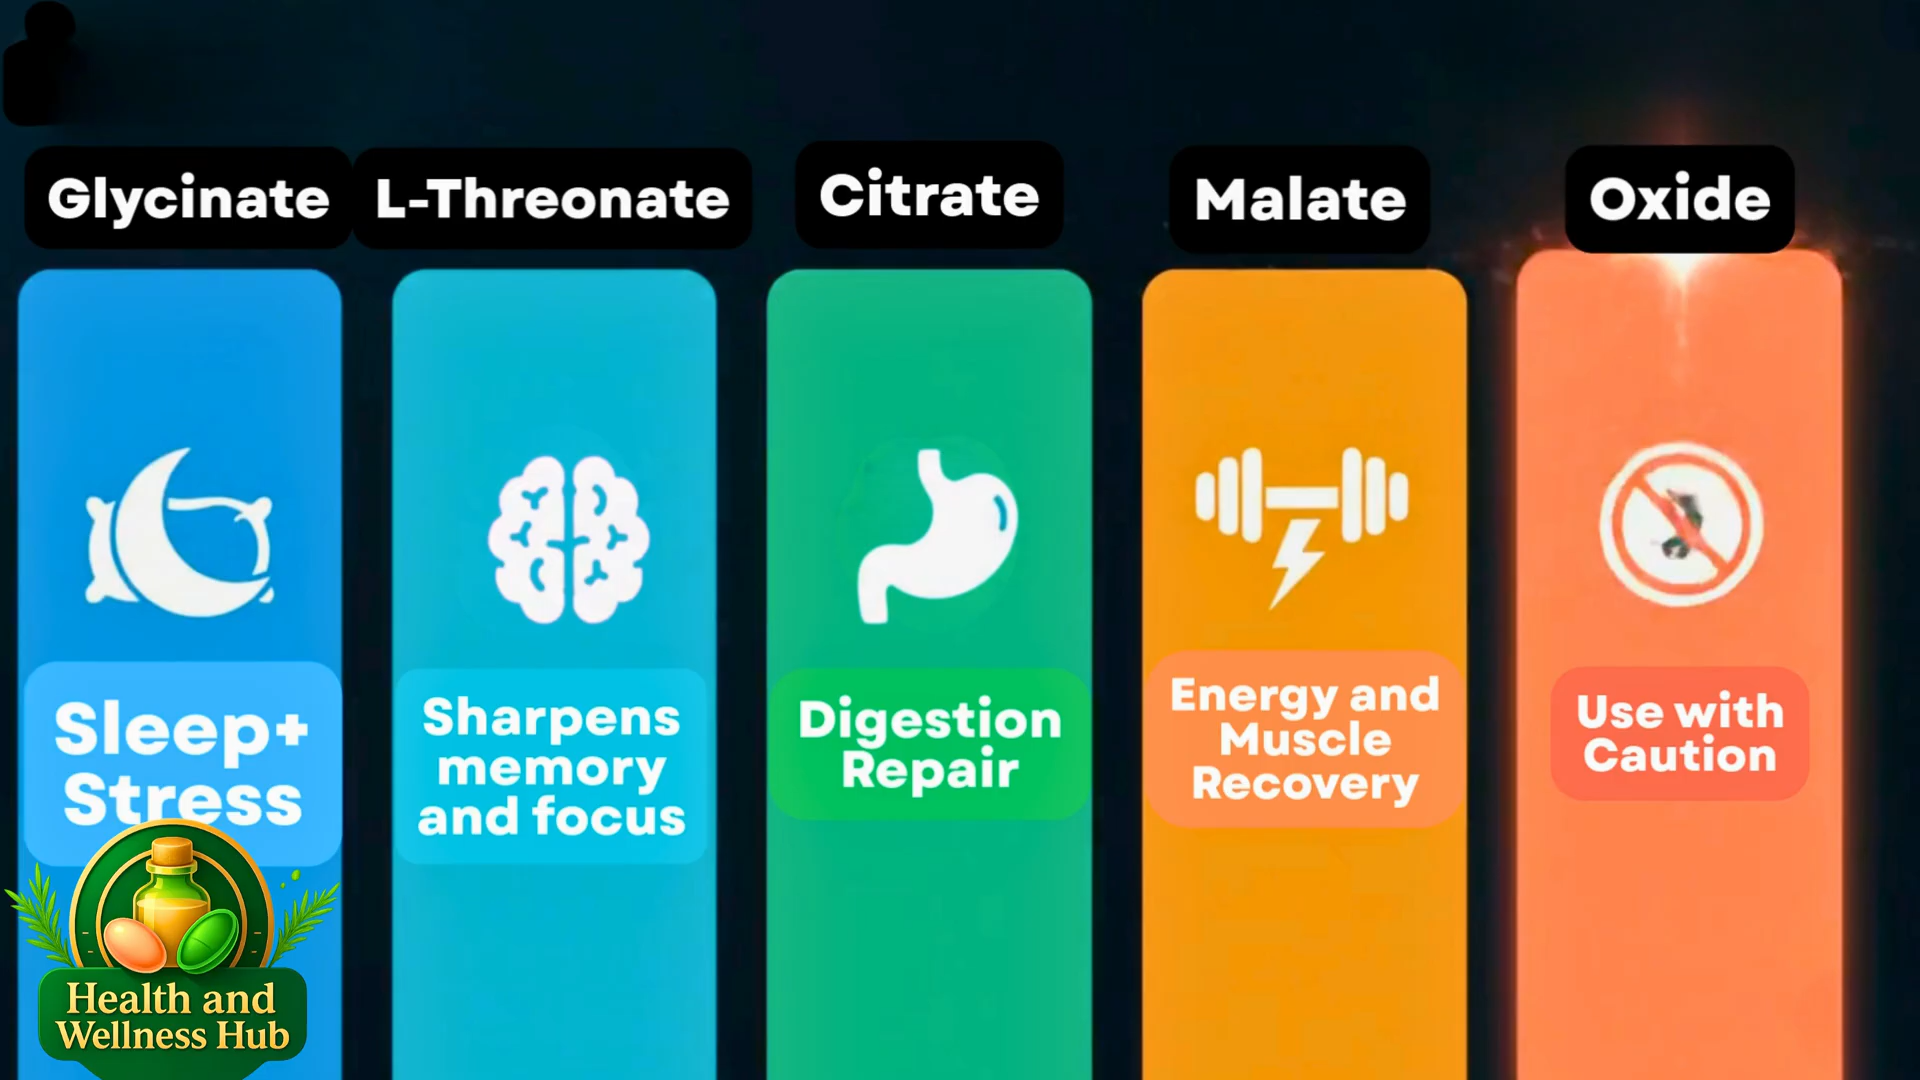 Glycinate
L-Threonate
Citrate
Malate
Oxide
Sleep+
Stress
Sharpens
memory
and focus
Digestion
Repair
Energy and
Muscle
Recovery
Use with
Caution
Health and
Wellness Hub